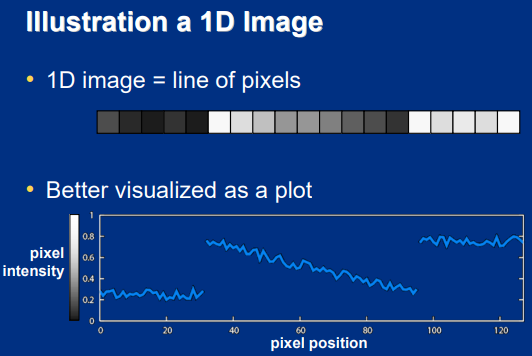 Illustration a 1D Image
• 1D image = line of pixels
• Better visualized as a plot
pixel
intensity
1
0.8
0.6
0.4
0.2
0
0 20 40 60 80 100 120
pixel position